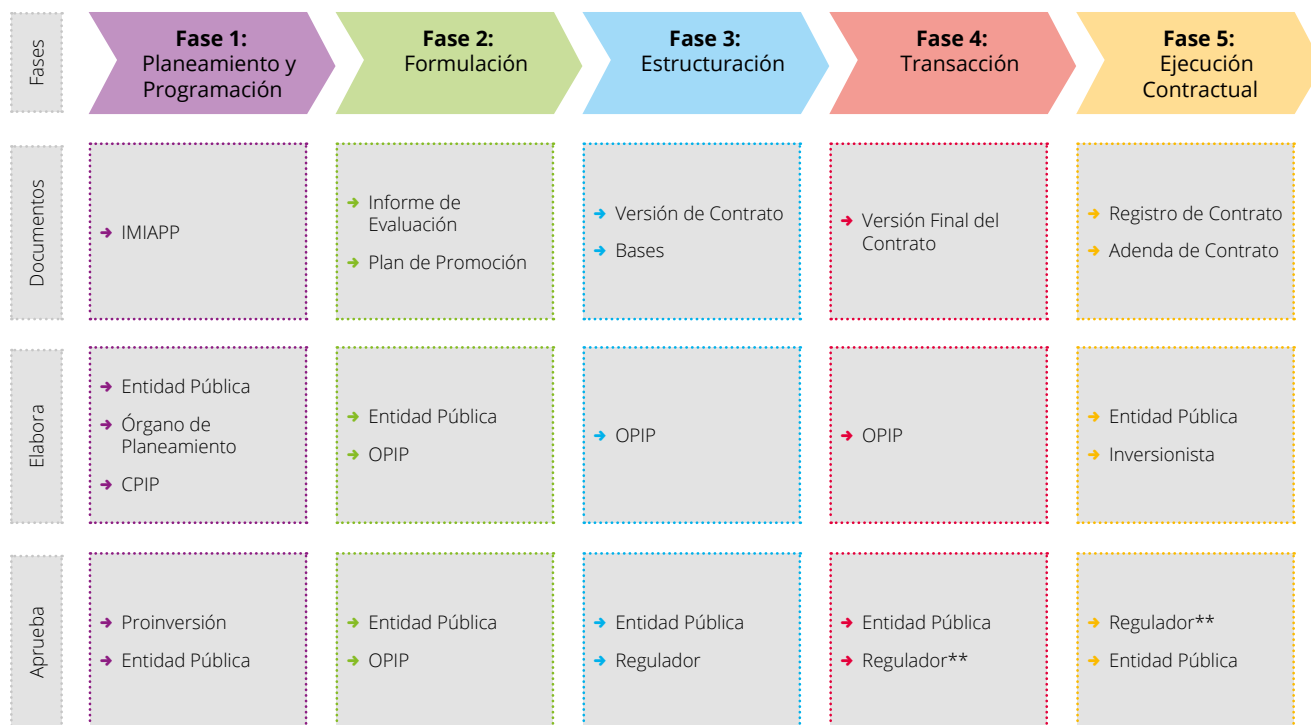 Fases
Fase 1:
Planeamiento y
Programación
Fase 2:
Formulación
Fase 3:
Estructuración
Fase 4:
Transacción
Fase 5:
Ejecución
Contractual
Documentos
➔ IMIAPP
➔ Informe de
Evaluación
➔ Plan de Promoción
➔ Versión de Contrato
➔ Bases
➔ Versión Final del
Contrato
➔ Registro de Contrato
➔ Adenda de Contrato
Elabora
➔ Entidad Pública
➔ Órgano de
Planeamiento
➔ CPIP
➔ Entidad Pública
➔ OPIP
➔ OPIP
➔ OPIP
➔ Entidad Pública
➔ Inversionista
Aprueba
➔ Proinversión
➔ Entidad Pública
➔ Entidad Pública
➔ OPIP
➔ Entidad Pública
➔ Regulador
➔ Entidad Pública
➔ Regulador**
➔ Regulador**
➔ Entidad Pública